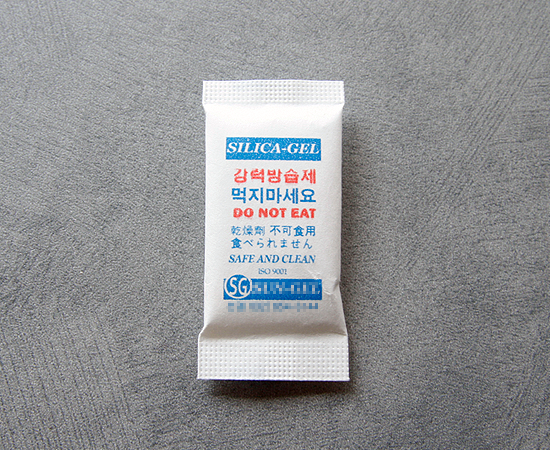 SILICA-GEL
강력방습제
먹지마세요
DO NOT EAT
乾燥劑 不可食用
食べられません
SAFE AND CLEAN
ISO 9001
SG